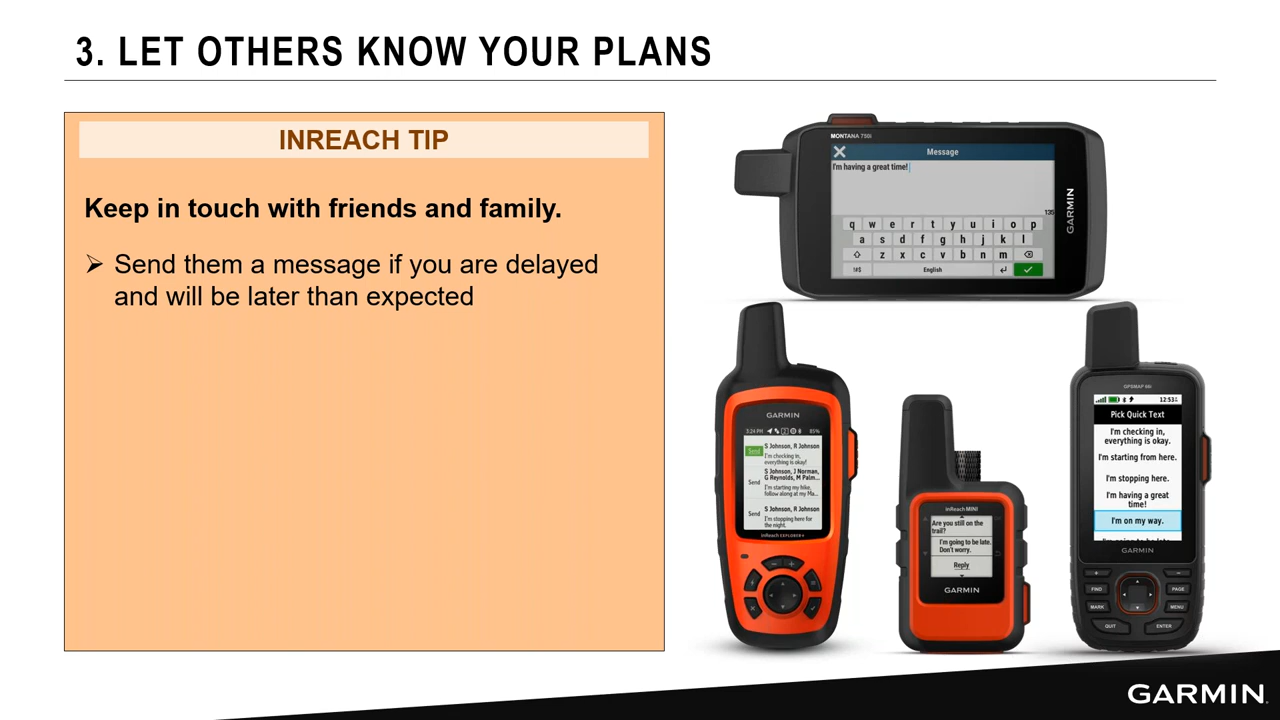 3. LET OTHERS KNOW YOUR PLANS
INREACH TIP
Keep in touch with friends and family.
➢ Send them a message if you are delayed
and will be later than expected
MONTANA 750i
Message
I'm having a great time!
135
q w e r t y u i o p
a s d f g h j k l
z x c v b n m
!#$ English
GARMIN
GARMIN
3:24 PM 85%
Send S Johnson, R Johnson
I'm checking in,
everything is okay!
S Johnson, J Norman,
G Reynolds, M Palm...
Send I'm starting my hike,
follow along at my Ma...
S Johnson, R Johnson
Send I'm stopping here for
the night.
inReach EXPLORER+
inReach MINI
Are you still on the
trail?
I'm going to be late.
Don't worry.
Reply
GARMIN
GPSMAP 66i
12:53
Pick Quick Text
I'm checking in,
everything is okay.
I'm starting from here.
I'm stopping here.
I'm having a great
time!
I'm on my way.
GARMIN
FIND PAGE
MARK MENU
QUIT ENTER
GARMIN